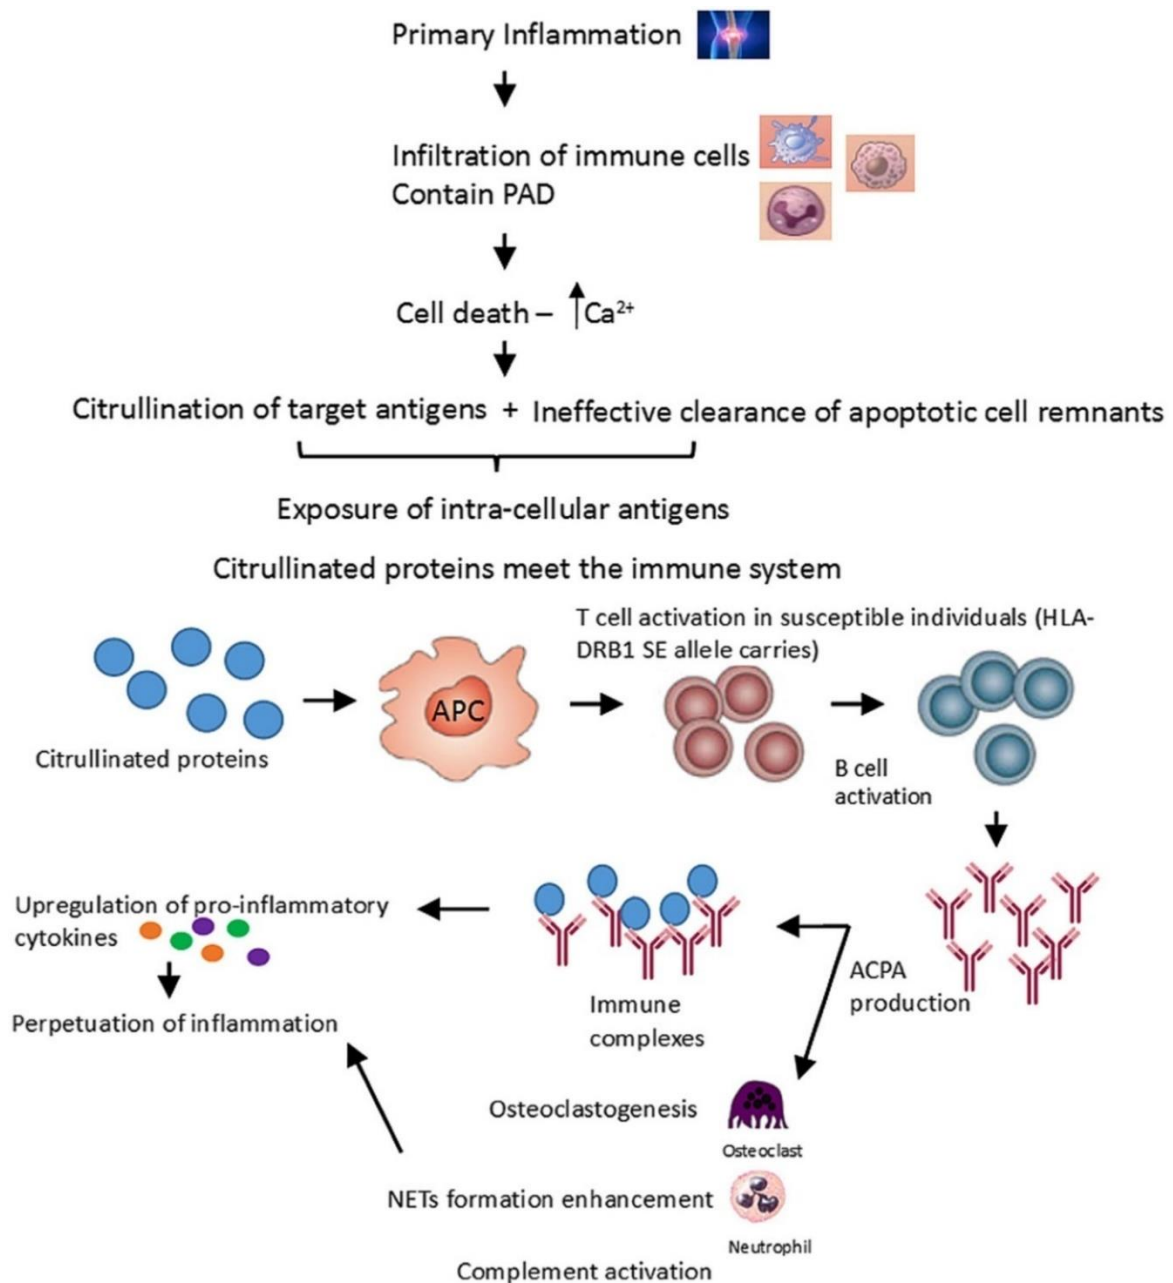 Primary Inflammation
Infiltration of immune cells
Contain PAD
Cell death – ↑Ca²⁺
Citrullination of target antigens + Ineffective clearance of apoptotic cell remnants
Exposure of intra-cellular antigens
Citrullinated proteins meet the immune system
T cell activation in susceptible individuals (HLA-
DRB1 SE allele carries)
APC
Citrullinated proteins
B cell
activation
Upregulation of pro-inflammatory
cytokines
ACPA
production
Immune
complexes
Perpetuation of inflammation
Osteoclastogenesis
Osteoclast
NETs formation enhancement
Neutrophil
Complement activation